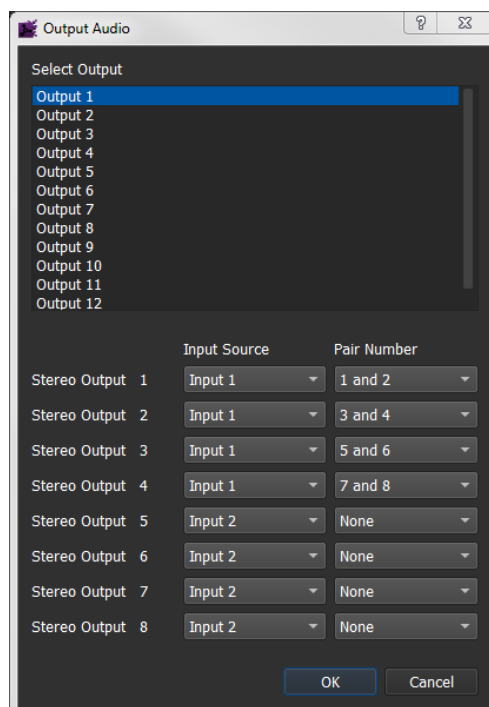 Output Audio
Select Output
Output 1
Output 2
Output 3
Output 4
Output 5
Output 6
Output 7
Output 8
Output 9
Output 10
Output 11
Output 12
Input Source Pair Number
Stereo Output 1 Input 1 1 and 2
Stereo Output 2 Input 1 3 and 4
Stereo Output 3 Input 1 5 and 6
Stereo Output 4 Input 1 7 and 8
Stereo Output 5 Input 2 None
Stereo Output 6 Input 2 None
Stereo Output 7 Input 2 None
Stereo Output 8 Input 2 None
OK Cancel